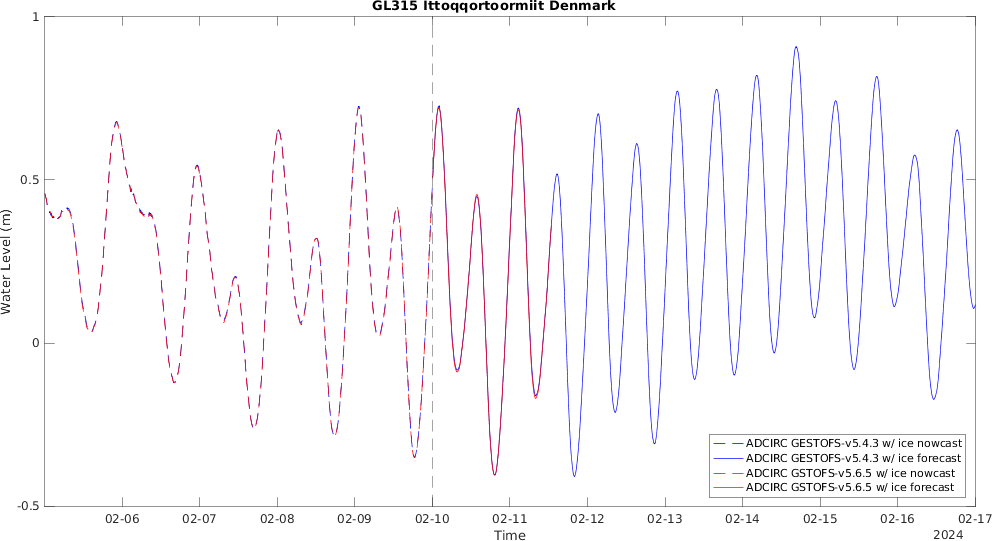 GL315 Ittoqqortoormiit Denmark
1
0.5
0
-0.5
Water Level (m)
02-06 02-07 02-08 02-09 02-10 02-11 02-12 02-13 02-14 02-15 02-16 02-17
Time
2024
ADCIRC GESTOFS-v5.4.3 w/ ice nowcast
ADCIRC GESTOFS-v5.4.3 w/ ice forecast
ADCIRC GSTOFS-v5.6.5 w/ ice nowcast
ADCIRC GSTOFS-v5.6.5 w/ ice forecast